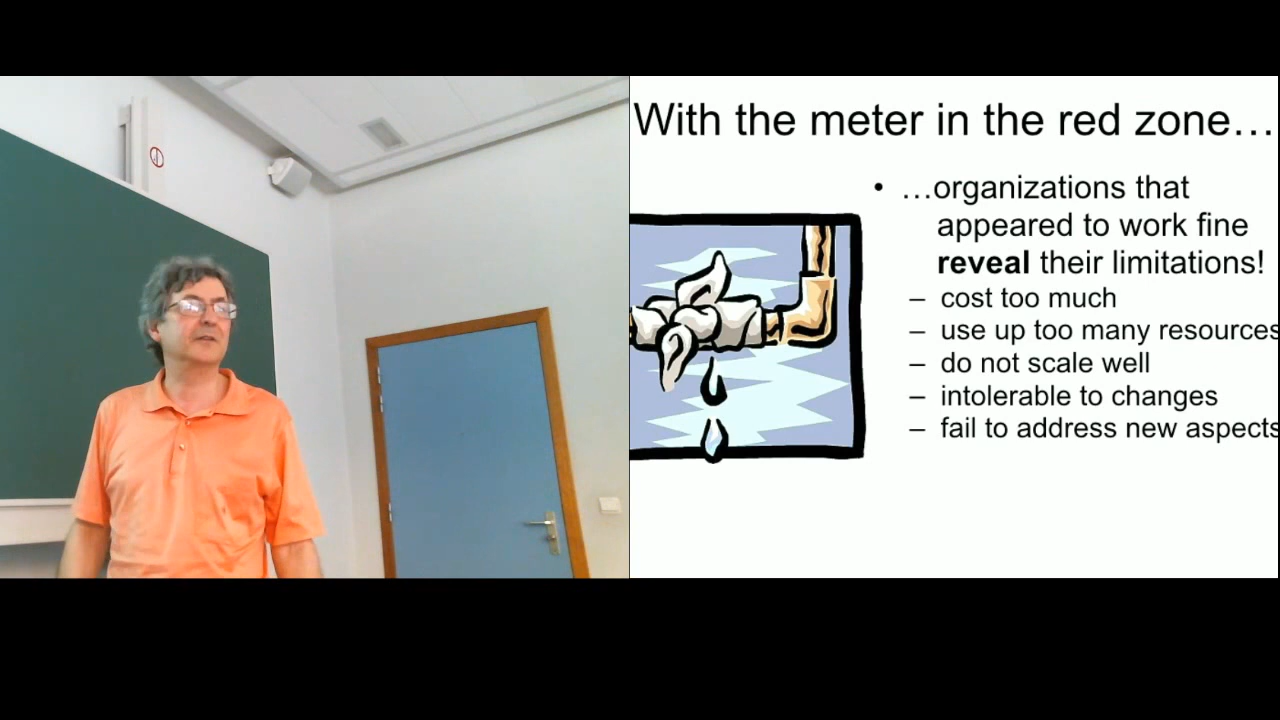 With the meter in the red zone…
• …organizations that
appeared to work fine
reveal their limitations!
– cost too much
– use up too many resources
– do not scale well
– intolerable to changes
– fail to address new aspects